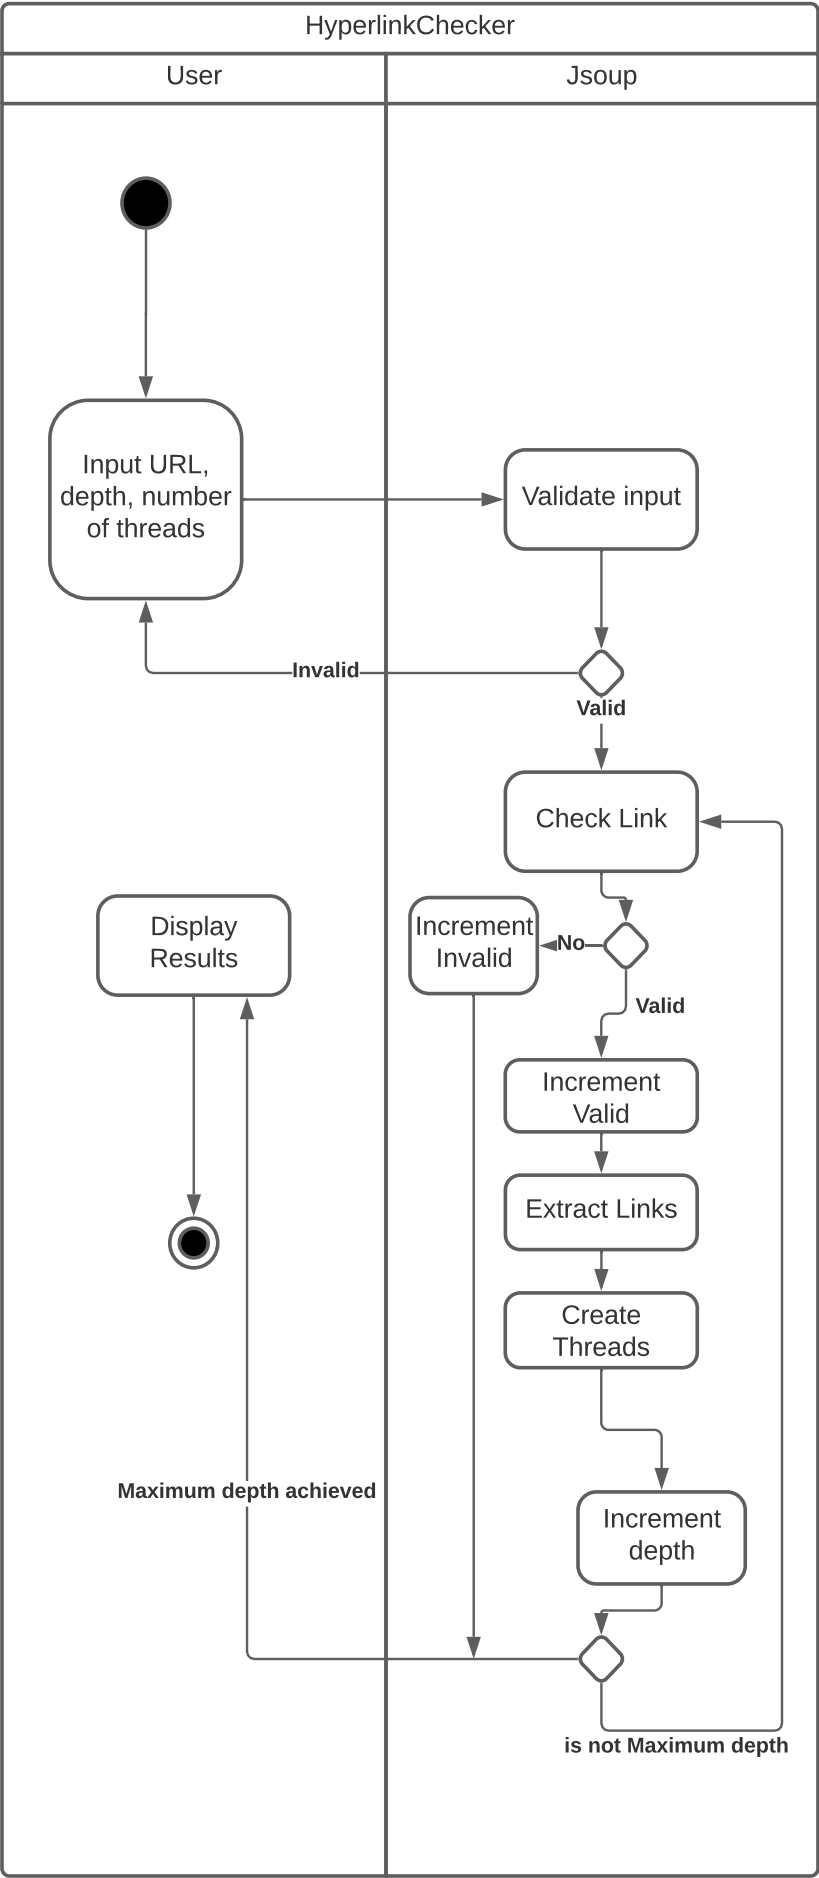 HyperlinkChecker
User
Jsoup
Input URL,
depth, number
of threads
Validate input
Invalid
Valid
Check Link
Display
Results
Increment
Invalid
No
Valid
Increment
Valid
Extract Links
Create
Threads
Maximum depth achieved
Increment
depth
is not Maximum depth